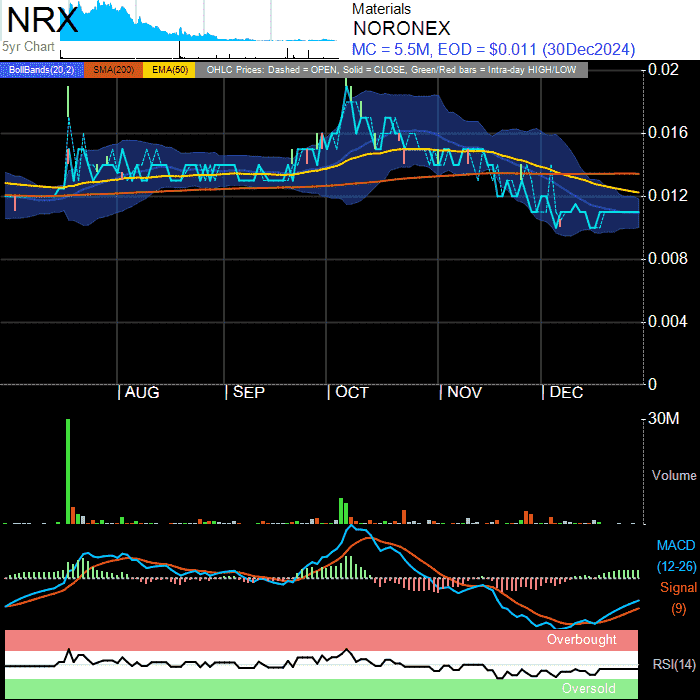 NRX
5yr Chart
Materials
NORONEX
MC = 5.5M, EOD = $0.011 (30Dec2024)
BollBands(20,2) SMA(200) EMA(50) OHLC Prices: Dashed = OPEN, Solid = CLOSE, Green/Red bars = Intra-day HIGH/LOW
0.02
0.016
0.012
0.008
0.004
0
AUG SEP OCT NOV DEC
30M
Volume
MACD
(12-26)
Signal
(9)
Overbought
RSI(14)
Oversold